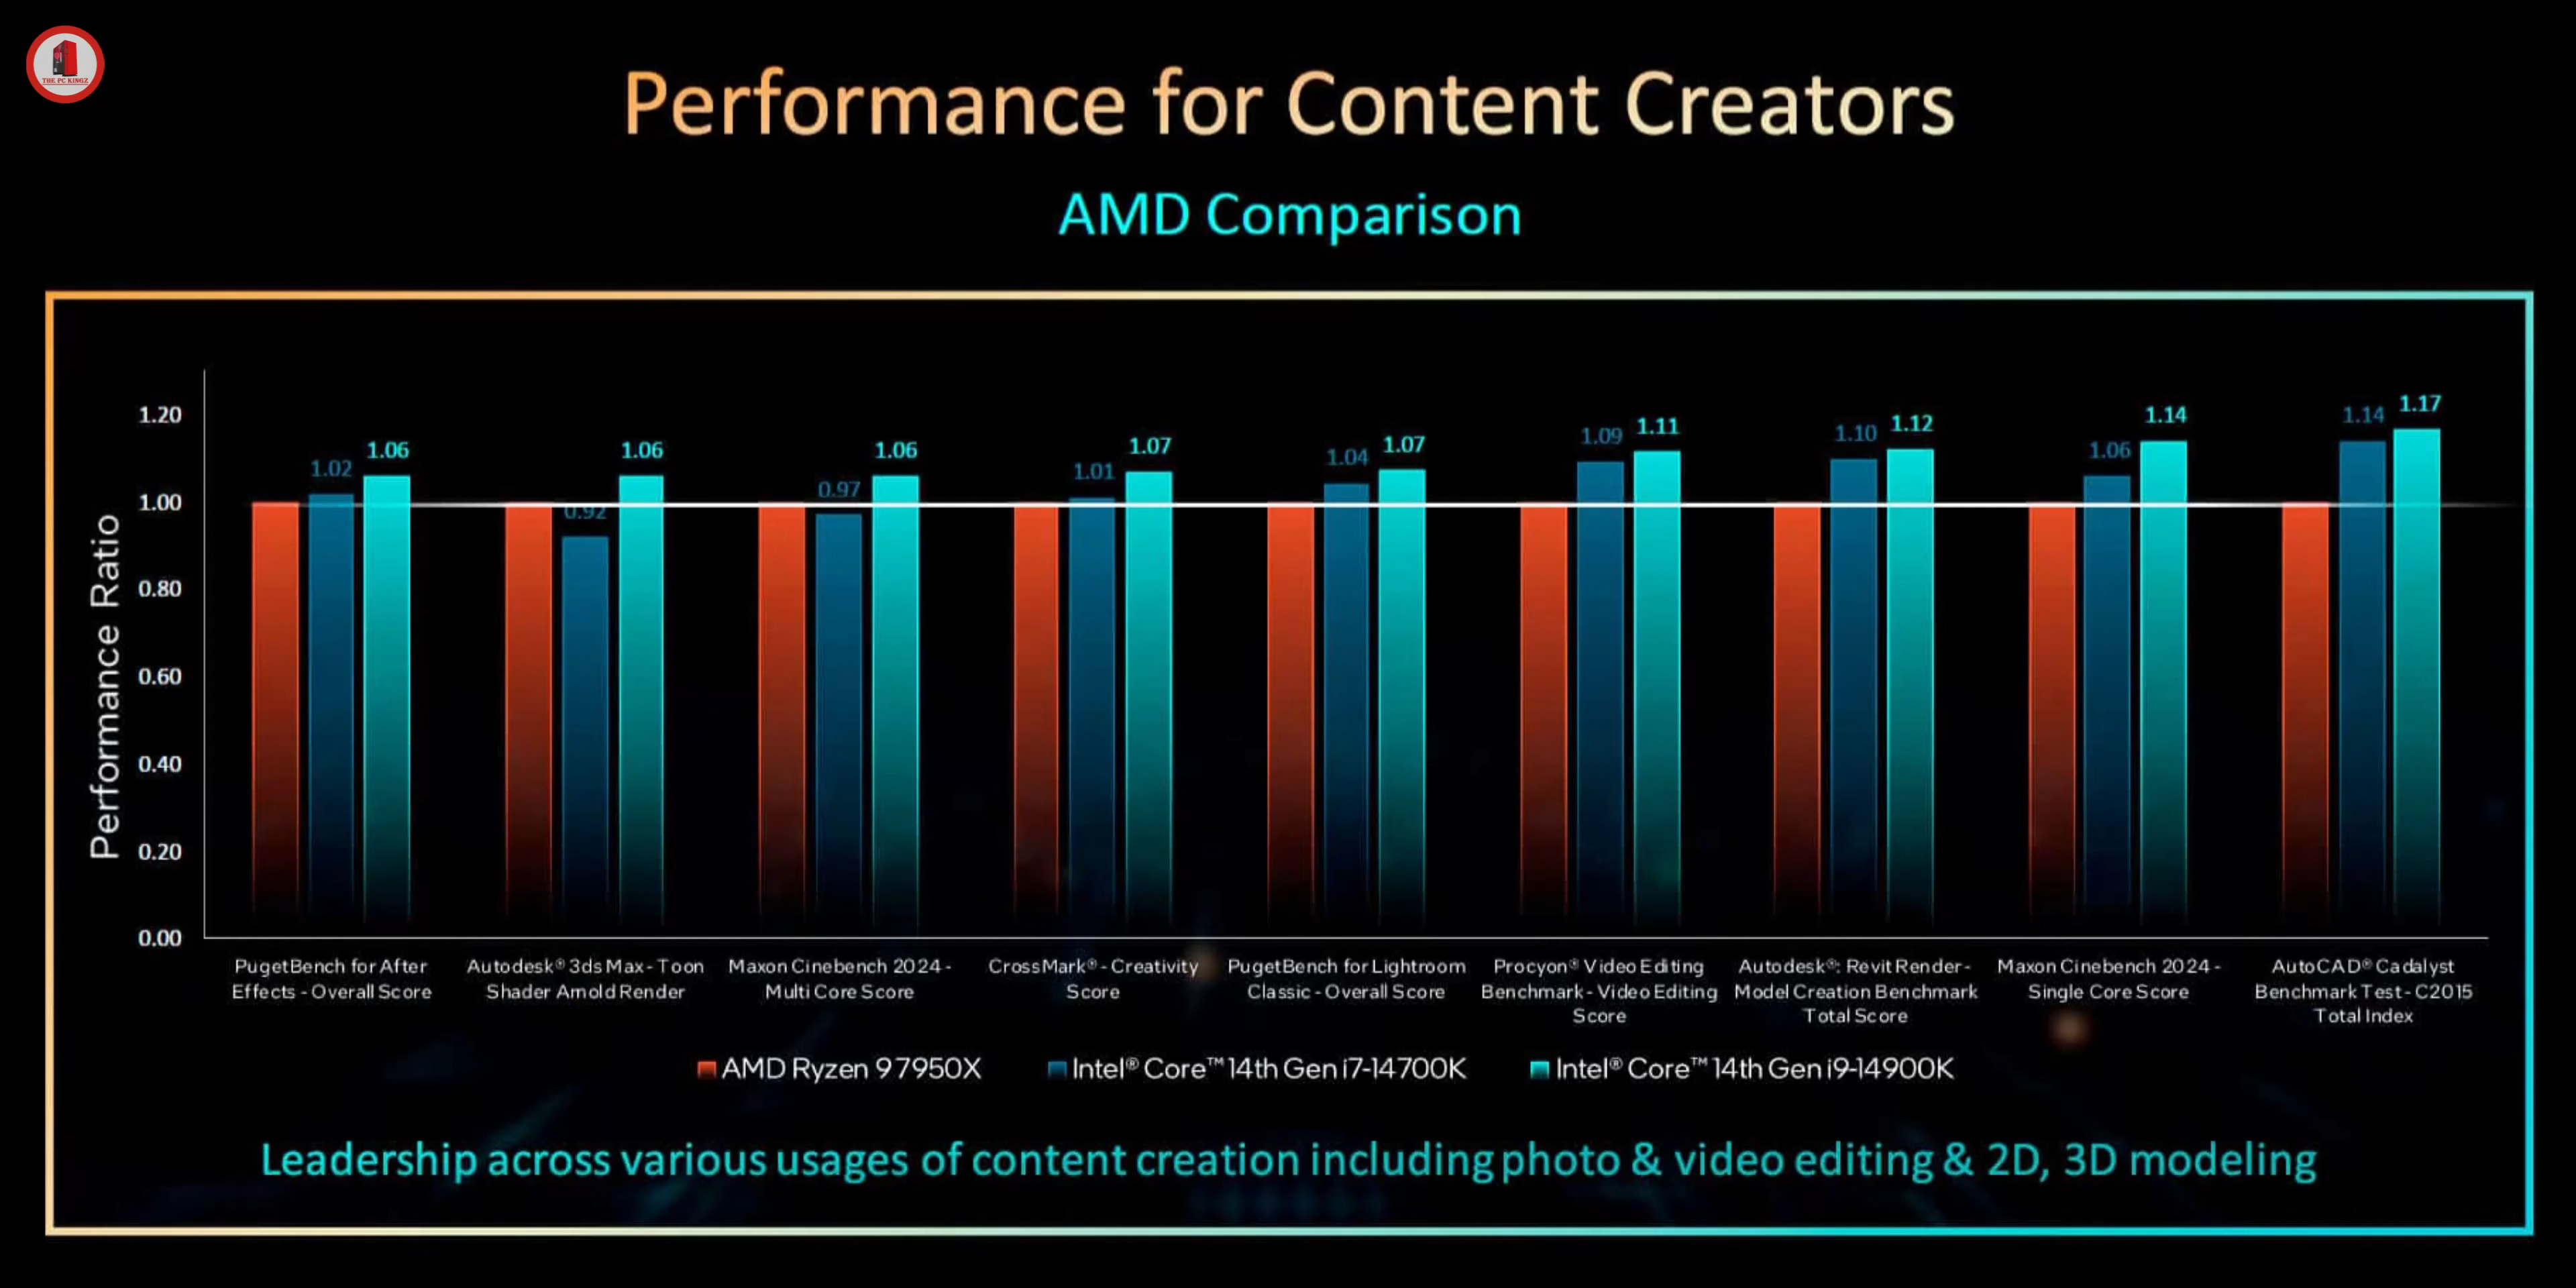 THE PC KINGZ
Performance for Content Creators
AMD Comparison
Performance Ratio
1.20
1.00
0.80
0.60
0.40
0.20
0.00
1.02
1.06
0.92
1.06
0.97
1.06
1.01
1.07
1.04
1.07
1.09
1.11
1.10
1.12
1.06
1.14
1.14
1.17
PugetBench for After
Effects - Overall Score
Autodesk® 3ds Max - Toon
Shader Arnold Render
Maxon Cinebench 2024 -
Multi Core Score
CrossMark® - Creativity
Score
PugetBench for Lightroom
Classic - Overall Score
Procyon® Video Editing
Benchmark - Video Editing
Score
Autodesk®: Revit Render -
Model Creation Benchmark
Total Score
Maxon Cinebench 2024 -
Single Core Score
AutoCAD® Cadalyst
Benchmark Test - C2015
Total Index
AMD Ryzen 9 7950X
Intel® Core™ 14th Gen i7-14700K
Intel® Core™ 14th Gen i9-14900K
Leadership across various usages of content creation including photo & video editing & 2D, 3D modeling